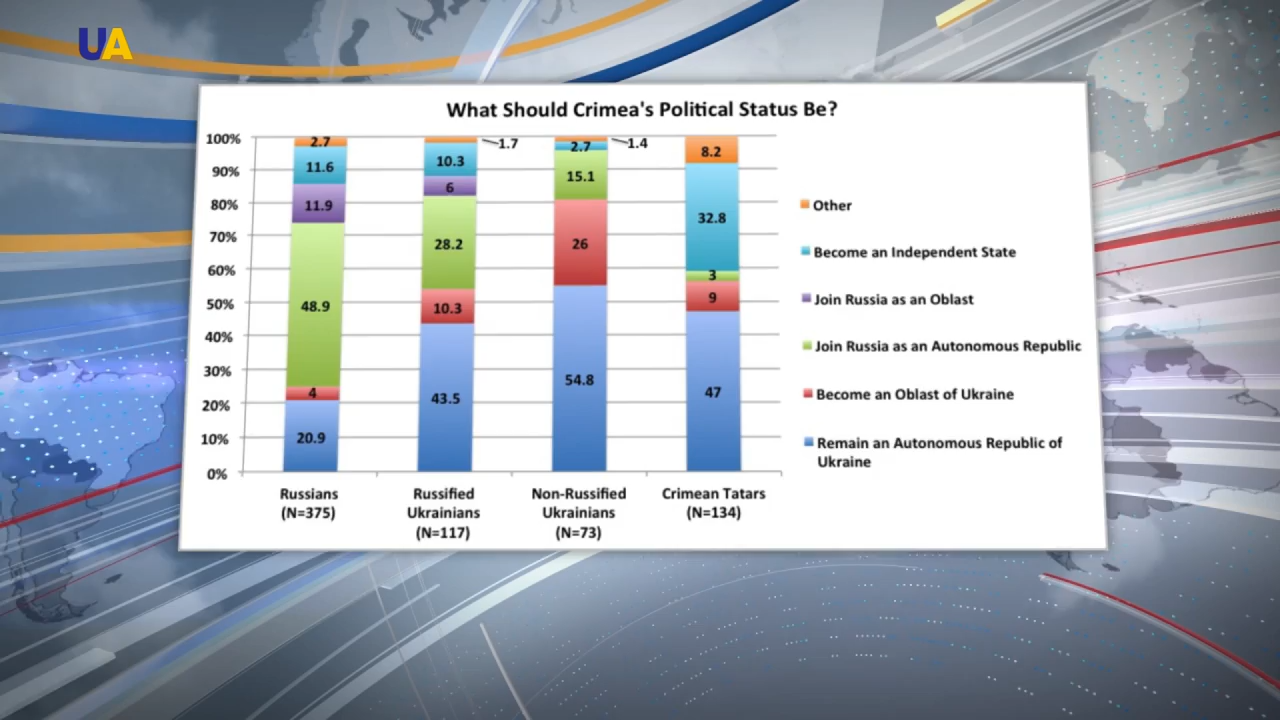 UA
What Should Crimea's Political Status Be?
100%
90%
80%
70%
60%
50%
40%
30%
20%
10%
0%
2.7
11.6
11.9
48.9
4
20.9
1.7
10.3
6
28.2
10.3
43.5
1.4
2.7
15.1
26
54.8
8.2
32.8
3
9
47
Russians
(N=375)
Russified
Ukrainians
(N=117)
Non-Russified
Ukrainians
(N=73)
Crimean Tatars
(N=134)
Other
Become an Independent State
Join Russia as an Oblast
Join Russia as an Autonomous Republic
Become an Oblast of Ukraine
Remain an Autonomous Republic of
Ukraine